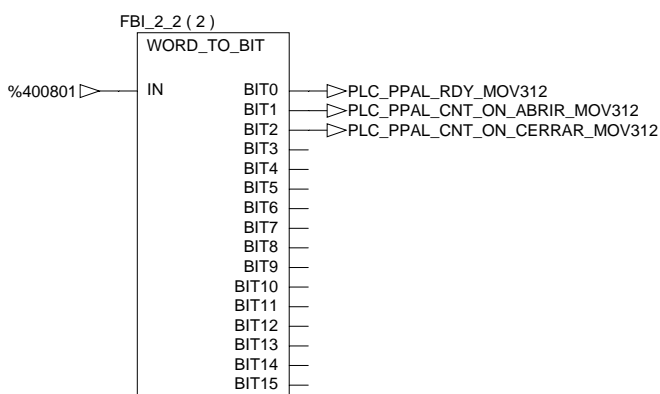 FBI_2_2 ( 2 )
WORD_TO_BIT
%400801 IN BIT0 PLC_PPAL_RDY_MOV312
BIT1 PLC_PPAL_CNT_ON_ABRIR_MOV312
BIT2 PLC_PPAL_CNT_ON_CERRAR_MOV312
BIT3
BIT4
BIT5
BIT6
BIT7
BIT8
BIT9
BIT10
BIT11
BIT12
BIT13
BIT14
BIT15